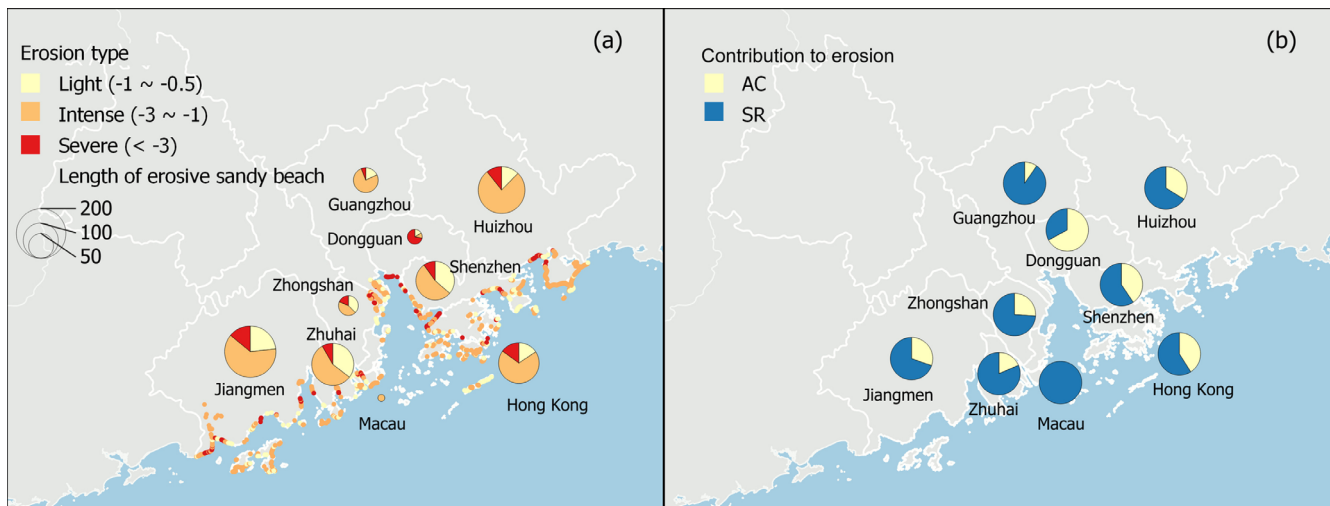 (a)
Erosion type
Light (-1 ~ -0.5)
Intense (-3 ~ -1)
Severe (< -3)
Length of erosive sandy beach
200
100
50
Guangzhou
Huizhou
Dongguan
Shenzhen
Zhongshan
Zhuhai
Jiangmen
Hong Kong
Macau
(b)
Contribution to erosion
AC
SR
Guangzhou
Huizhou
Dongguan
Zhongshan
Shenzhen
Jiangmen
Zhuhai
Hong Kong
Macau